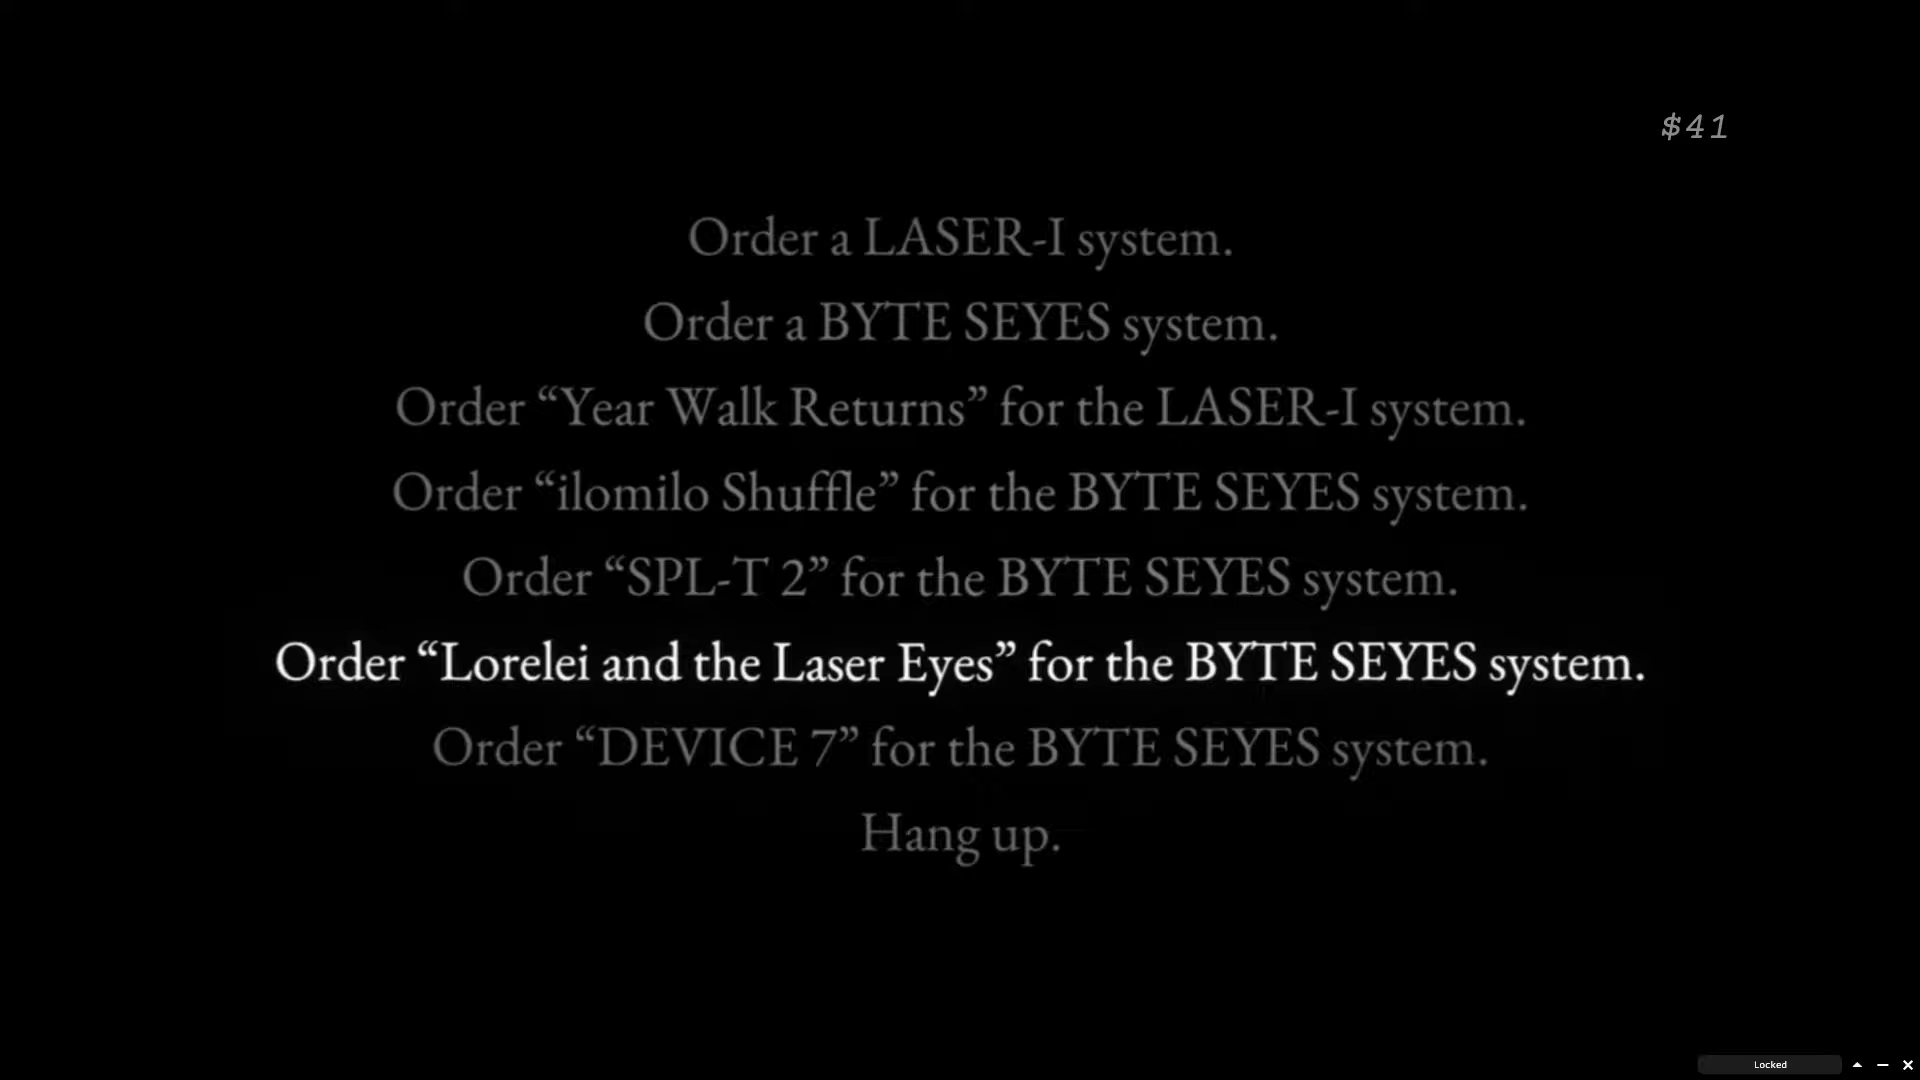 $41
Order a LASER-I system.
Order a BYTE SEYES system.
Order “Year Walk Returns” for the LASER-I system.
Order “ilomilo Shuffle” for the BYTE SEYES system.
Order “SPL-T 2” for the BYTE SEYES system.
Order “Lorelei and the Laser Eyes” for the BYTE SEYES system.
Order “DEVICE 7” for the BYTE SEYES system.
Hang up.
Locked